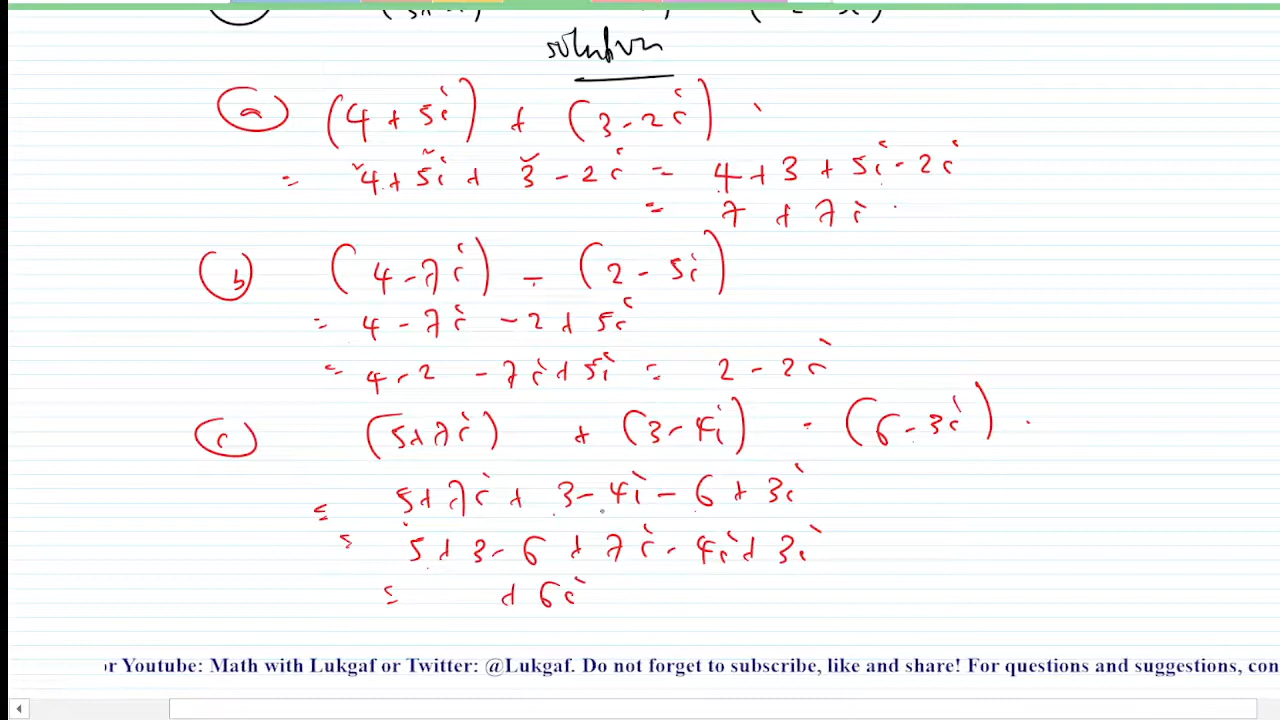 solution
(a) (4 + 5i) + (3 - 2i)
= 4 + 5i + 3 - 2i = 4 + 3 + 5i - 2i
= 7 + 7i
(b) (4 - 7i) - (2 - 5i)
= 4 - 7i - 2 + 5i
= 4 - 2 - 7i + 5i = 2 - 2i
(c) (5 + 7i) + (3 - 4i) - (6 - 3i)
= 5 + 7i + 3 - 4i - 6 + 3i
= 5 + 3 - 6 + 7i - 4i + 3i
= + 6i
r Youtube: Math with Lukgaf or Twitter: @Lukgaf. Do not forget to subscribe, like and share! For questions and suggestions, con